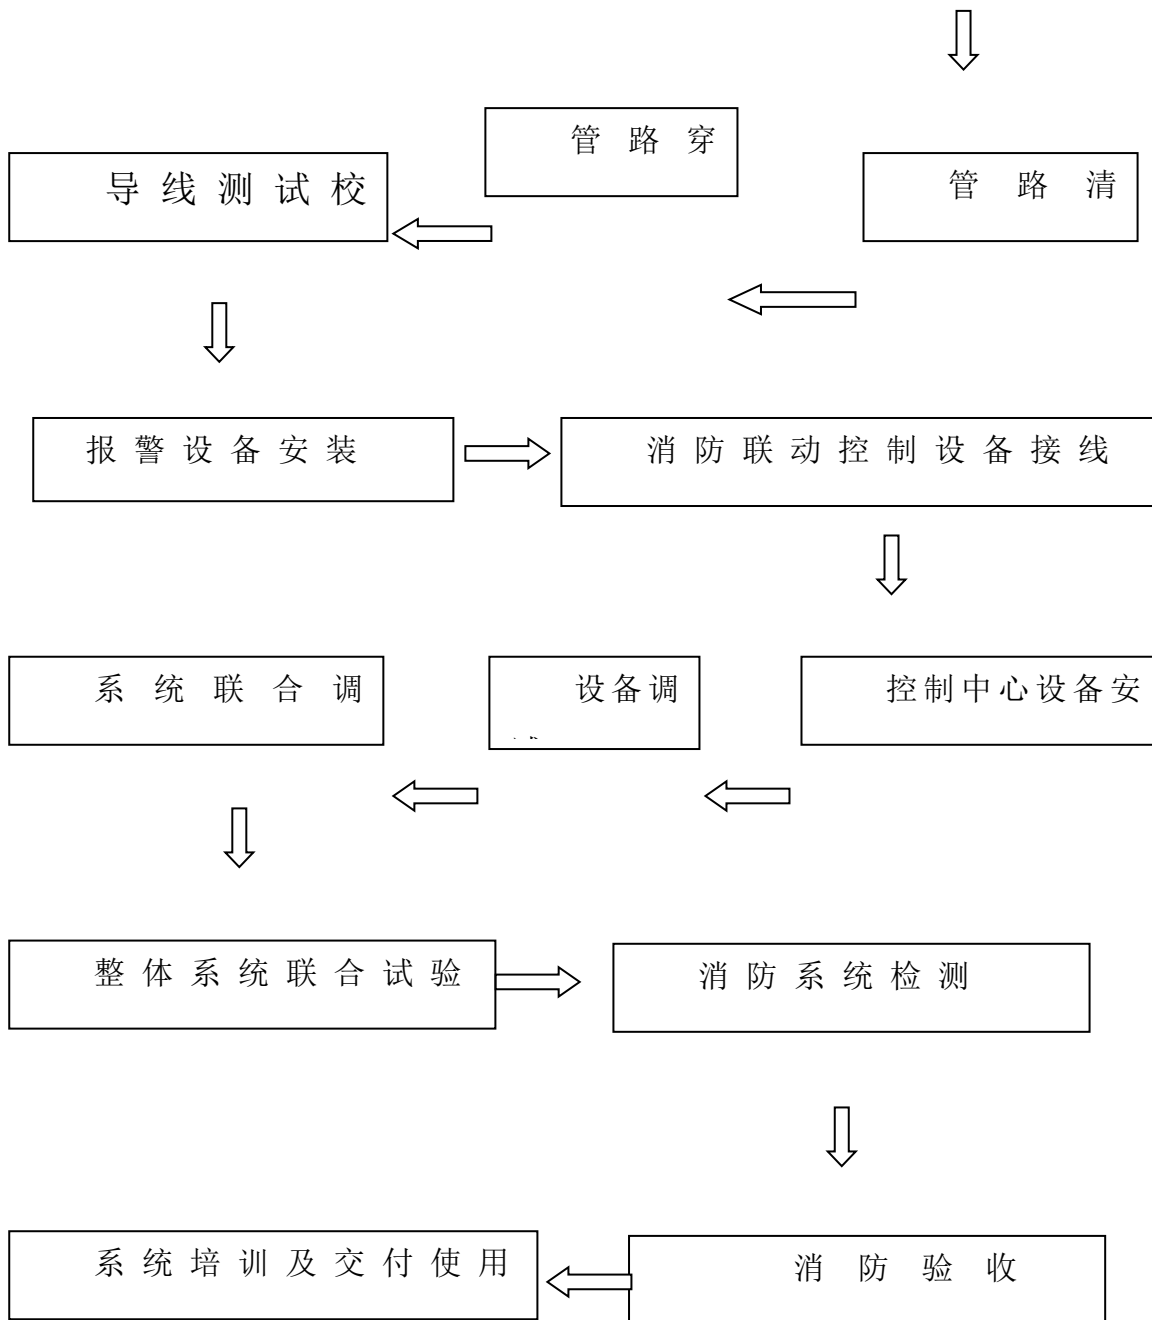 管路穿
导线测试校
管路清
报警设备安装
消防联动控制设备接线
系统联合调
设备调
控制中心设备安
整体系统联合试验
消防系统检测
系统培训及交付使用
消防验收